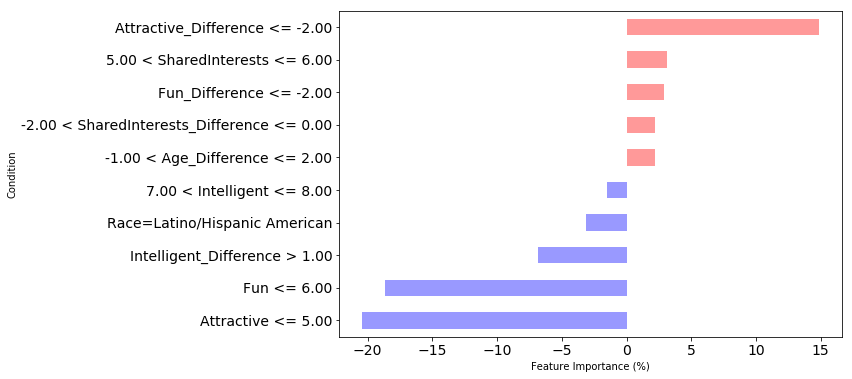 Attractive_Difference <= -2.00
5.00 < SharedInterests <= 6.00
Fun_Difference <= -2.00
-2.00 < SharedInterests_Difference <= 0.00
-1.00 < Age_Difference <= 2.00
7.00 < Intelligent <= 8.00
Race=Latino/Hispanic American
Intelligent_Difference > 1.00
Fun <= 6.00
Attractive <= 5.00
Condition
−20 −15 −10 −5 0 5 10 15
Feature Importance (%)